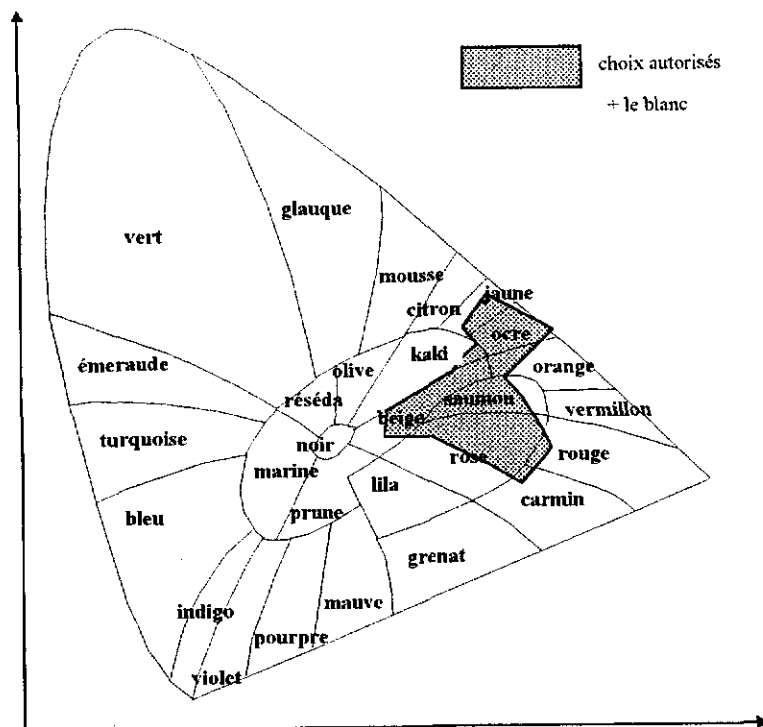 choix autorisés
+ le blanc
glauque
vert
mousse
jaune
citron
ocre
kaki
orange
émeraude
olive
réséda
saumon
vermillon
beige
turquoise
noir
rouge
rose
marine
lila
carmin
bleu
prune
grenat
indigo
mauve
pourpre
violet